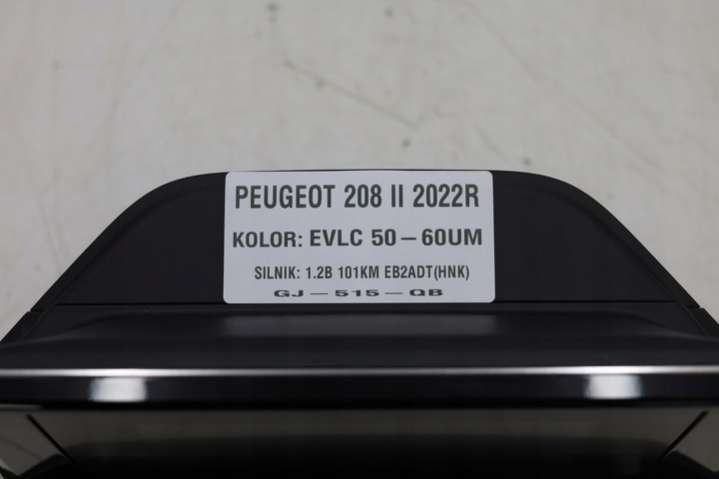 PEUGEOT 208 II 2022R
KOLOR: EVLC 50-60UM
SILNIK: 1.2B 101KM EB2ADT(HNK)
GJ-515-QB